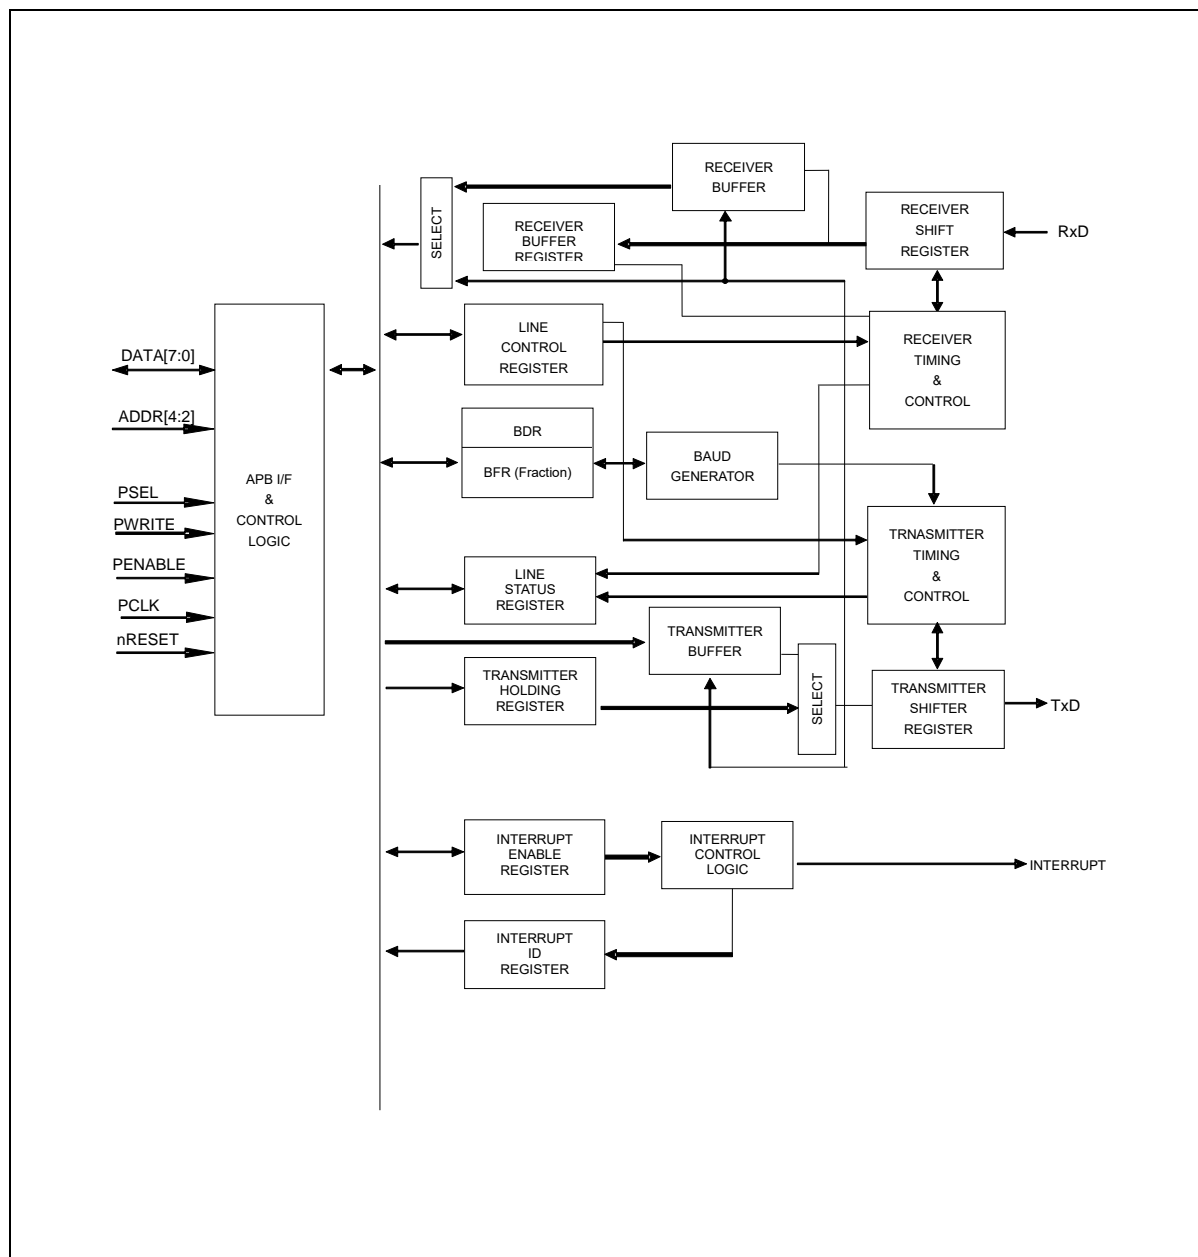 RECEIVER
BUFFER
SELECT
RECEIVER
BUFFER
REGISTER
RECEIVER
SHIFT
REGISTER
RxD
LINE
CONTROL
REGISTER
RECEIVER
TIMING
&
CONTROL
DATA[7:0]
ADDR[4:2]
PSEL
PWRITE
PENABLE
PCLK
nRESET
APB I/F
&
CONTROL
LOGIC
BDR
BFR (Fraction)
BAUD
GENERATOR
TRNASMITTER
TIMING
&
CONTROL
LINE
STATUS
REGISTER
TRANSMITTER
BUFFER
TRANSMITTER
HOLDING
REGISTER
SELECT
TRANSMITTER
SHIFTER
REGISTER
TxD
INTERRUPT
ENABLE
REGISTER
INTERRUPT
CONTROL
LOGIC
INTERRUPT
INTERRUPT
ID
REGISTER